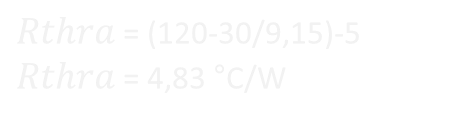 Rthra = (120-30/9,15)-5
Rthra = 4,83 °C/W